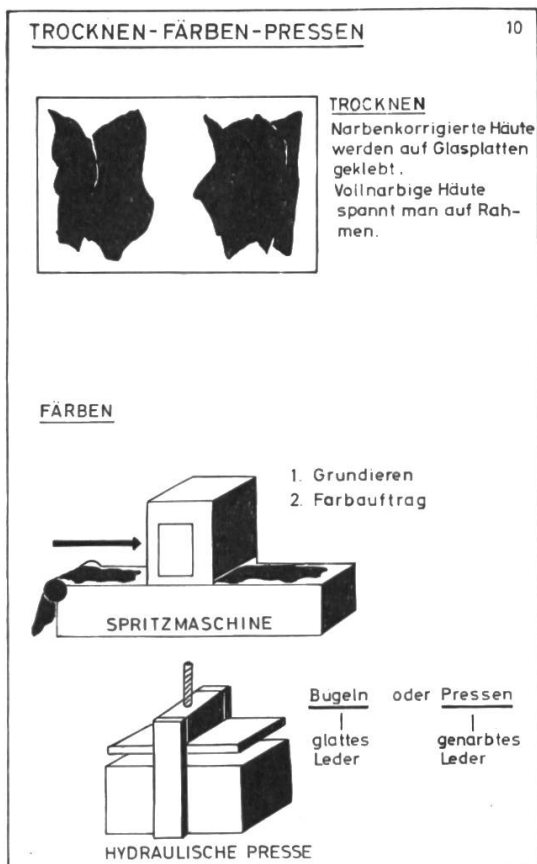 TROCKNEN-FÄRBEN-PRESSEN
10
TROCKNEN
Narbenkorrigierte Häute
werden auf Glasplatten
geklebt.
Vollnarbige Häute
spannt man auf Rah-
men.
FÄRBEN
1. Grundieren
2. Farbauftrag
SPRITZMASCHINE
Bügeln oder Pressen
glattes genarbtes
Leder Leder
HYDRAULISCHE PRESSE